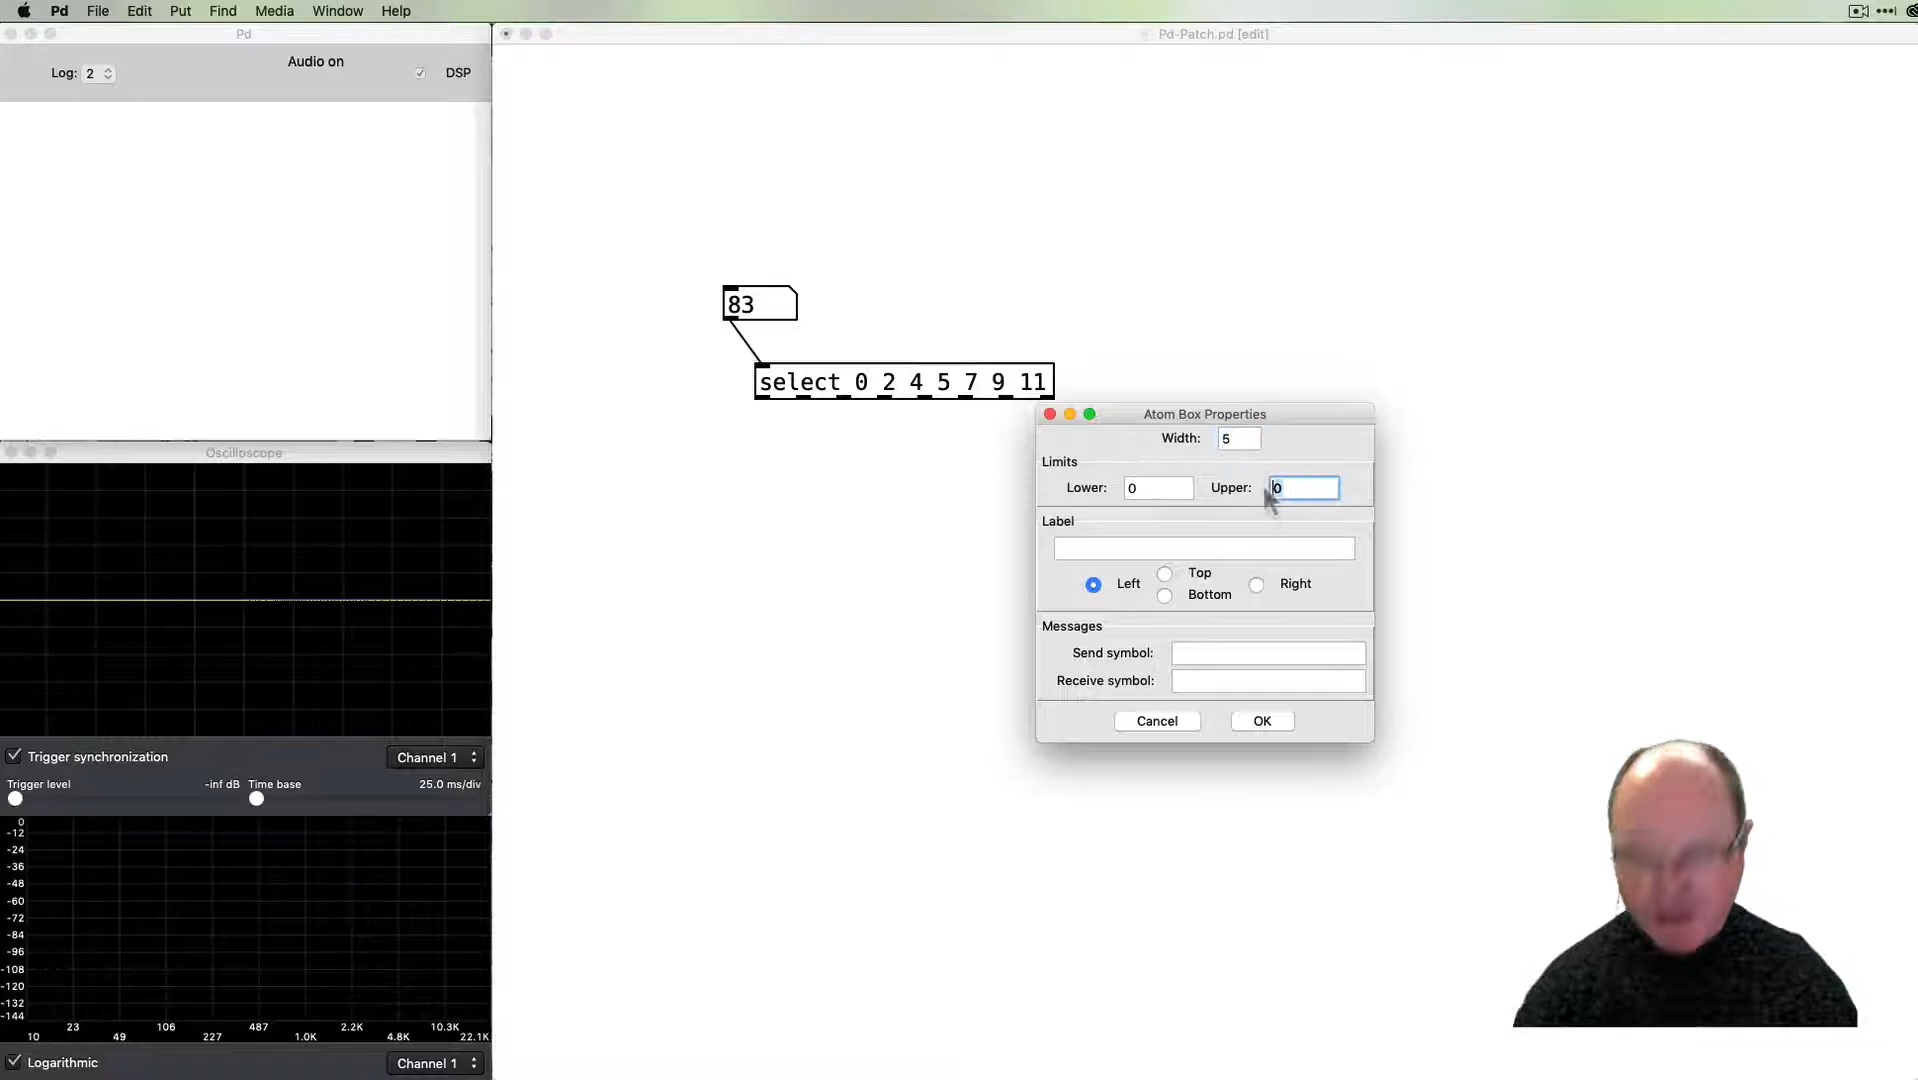 Pd File Edit Put Find Media Window Help
Pd
Pd-Patch.pd [edit]
Log: 2
Audio on
DSP
83
select 0 2 4 5 7 9 11
Atom Box Properties
Width: 5
Limits
Lower: 0 Upper: 0
Label
Left Top Bottom Right
Messages
Send symbol:
Receive symbol:
Cancel OK
Oscilloscope
Trigger synchronization Channel 1
Trigger level -inf dB Time base 25.0 ms/div
0
-12
-24
-36
-48
-60
-72
-84
-96
-108
-120
-132
-144
23 106 487 2.2K 10.3K
10 49 227 1.0K 4.8K 22.1K
Logarithmic Channel 1